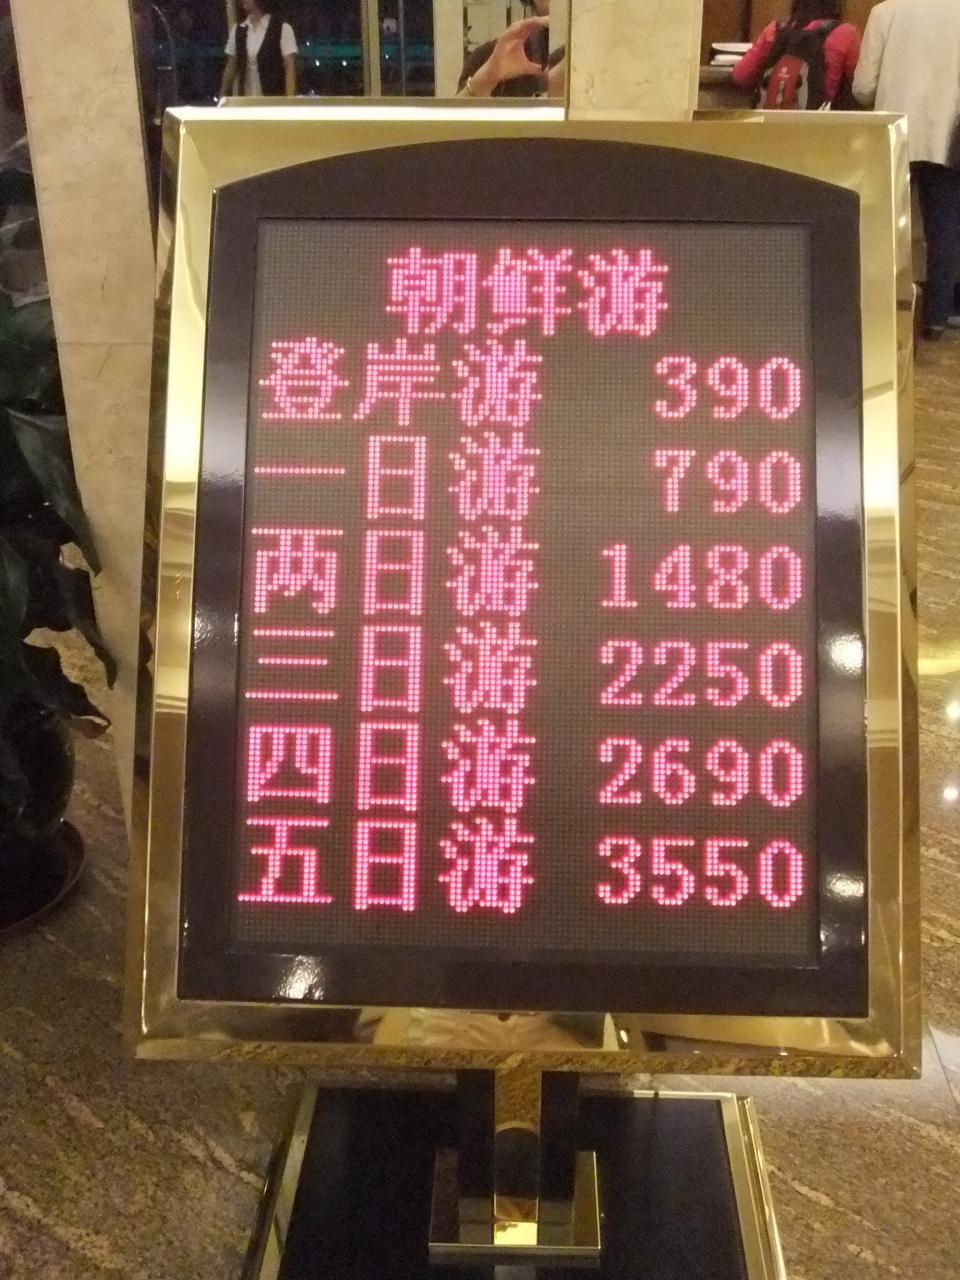 朝鲜游
登岸游 390
一日游 790
两日游 1480
三日游 2250
四日游 2690
五日游 3550